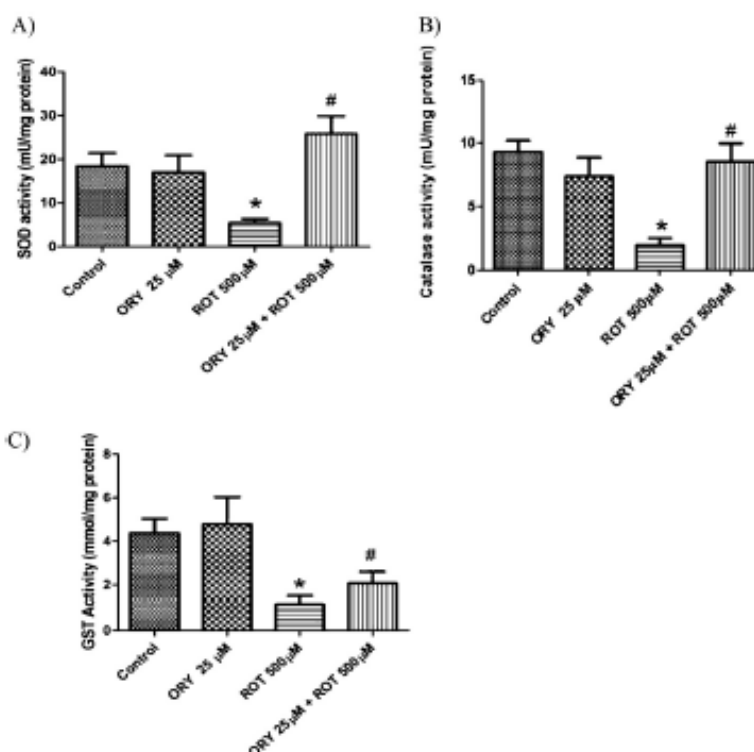 A)
SOD activity (mU/mg protein)
40
30
20
10
0
*
#
Control
ORY 25 µM
ROT 500µM
ORY 25µM + ROT 500µM
B)
Catalase activity (mU/mg protein)
15
10
5
0
*
#
Control
ORY 25 µM
ROT 500µM
ORY 25µM + ROT 500µM
C)
GST Activity (mmol/mg protein)
8
6
4
2
0
*
#
Control
ORY 25 µM
ROT 500µM
ORY 25µM + ROT 500µM